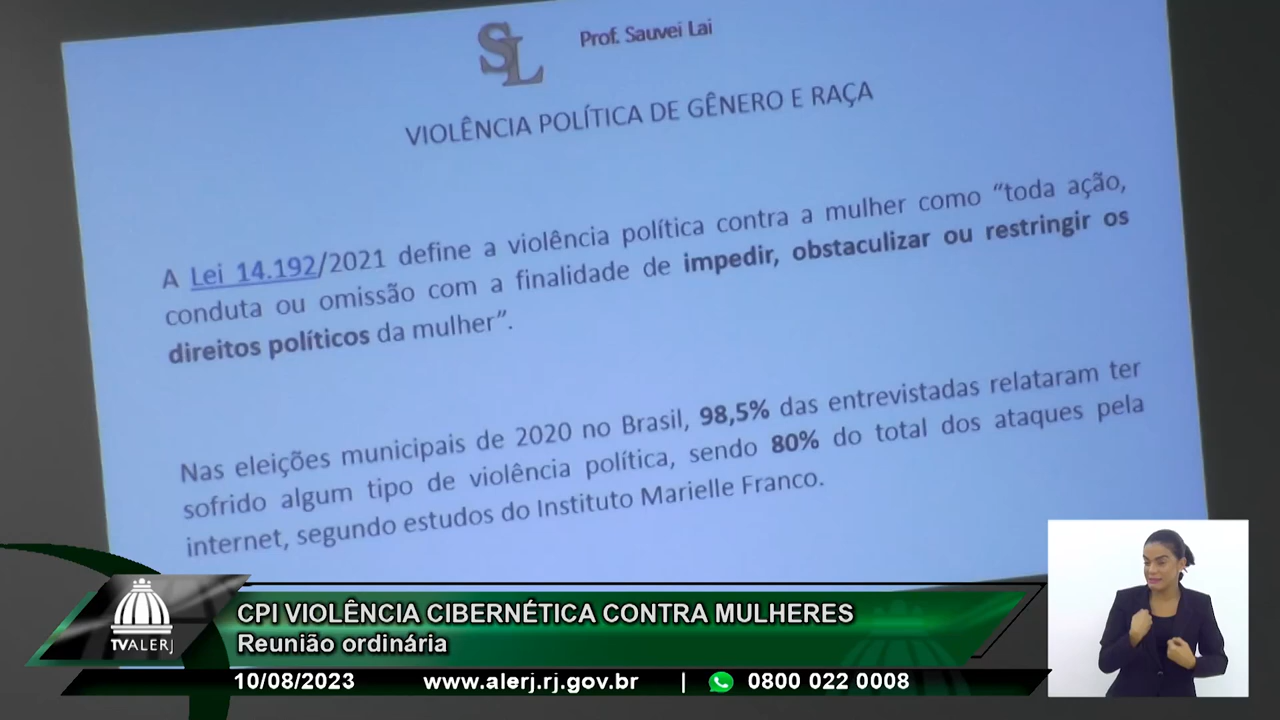 SL
Prof. Sauvei Lai
VIOLÊNCIA POLÍTICA DE GÊNERO E RAÇA
A Lei 14.192/2021 define a violência política contra a mulher como “toda ação,
conduta ou omissão com a finalidade de impedir, obstaculizar ou restringir os
direitos políticos da mulher”.
Nas eleições municipais de 2020 no Brasil, 98,5% das entrevistadas relataram ter
sofrido algum tipo de violência política, sendo 80% do total dos ataques pela
internet, segundo estudos do Instituto Marielle Franco.
CPI VIOLÊNCIA CIBERNÉTICA CONTRA MULHERES
Reunião ordinária
TVALERJ
10/08/2023 www.alerj.rj.gov.br | 0800 022 0008